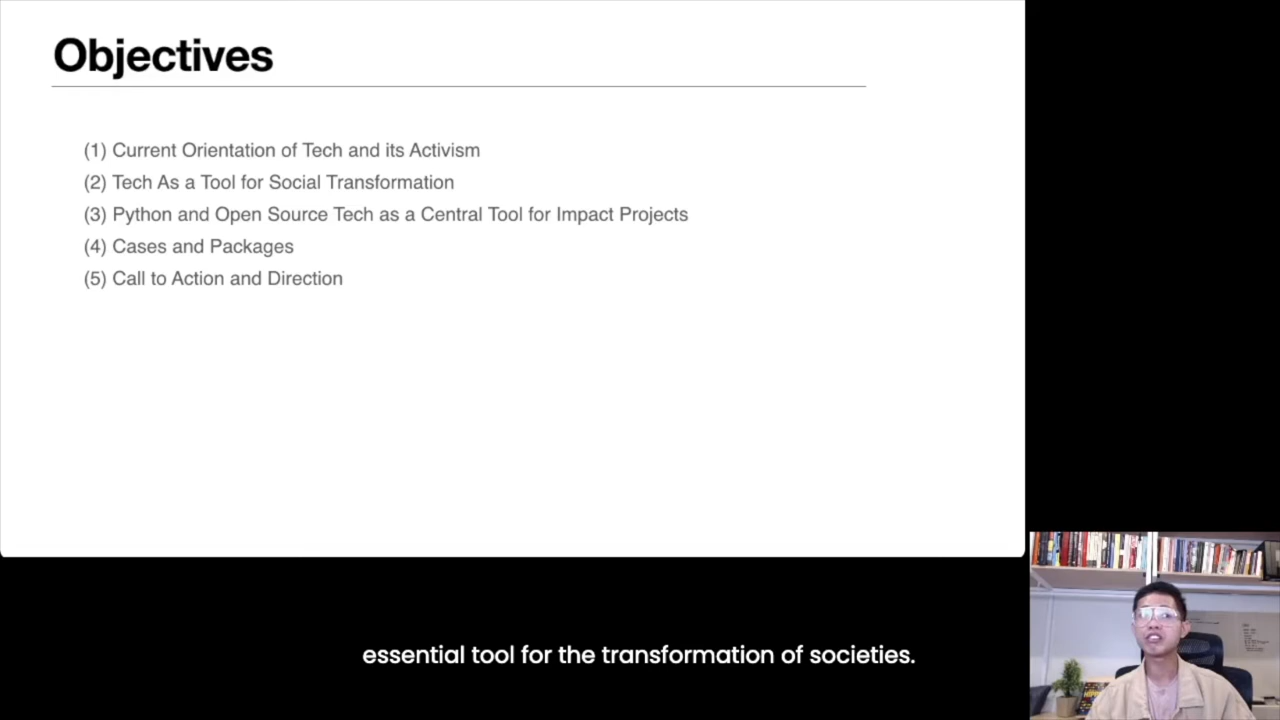 Objectives
(1) Current Orientation of Tech and its Activism
(2) Tech As a Tool for Social Transformation
(3) Python and Open Source Tech as a Central Tool for Impact Projects
(4) Cases and Packages
(5) Call to Action and Direction
essential tool for the transformation of societies.